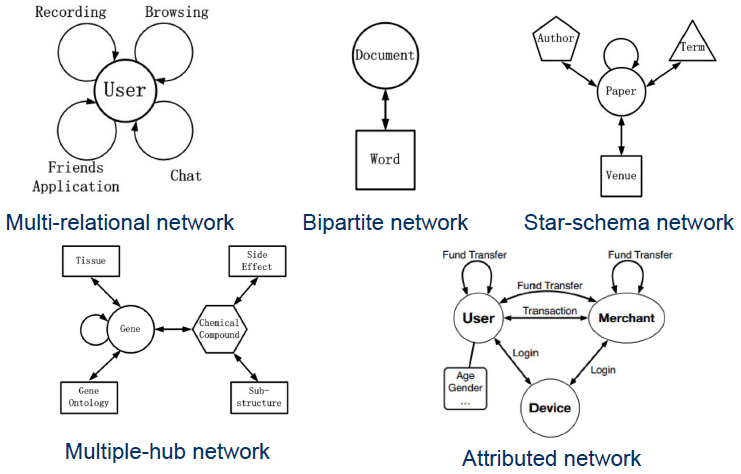 Recording
Browsing
User
Friends
Application
Chat
Multi-relational network
Document
Word
Bipartite network
Author
Term
Paper
Venue
Star-schema network
Tissue
Side
Effect
Gene
Chemical
Compound
Gene
Ontology
Sub-
structure
Multiple-hub network
Fund Transfer
Fund Transfer
Fund Transfer
User
Transaction
Merchant
Login
Login
Age
Gender
...
Device
Attributed network